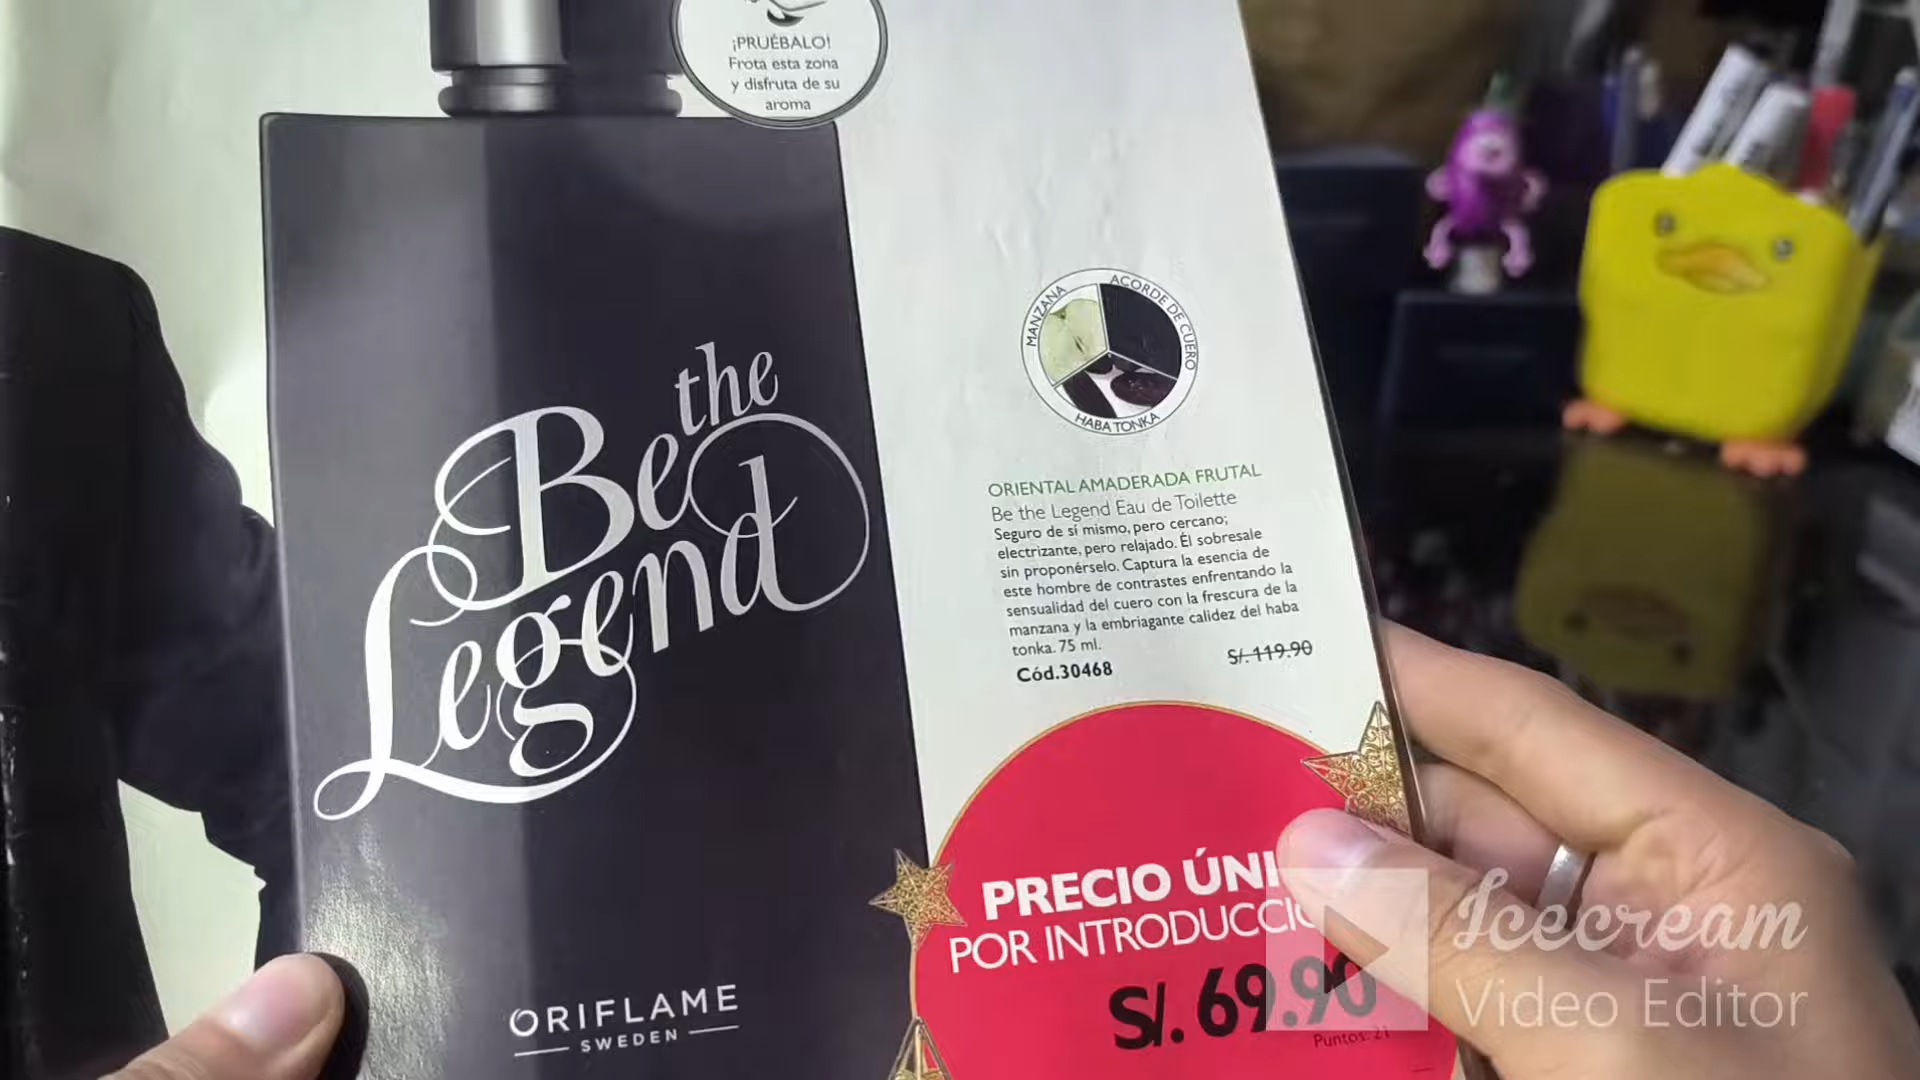 ¡PRUÉBALO!
Frota esta zona
y disfruta de su
aroma
Be the
Legend
ORIFLAME
SWEDEN
MANZANA
ACORDE DE CUERO
HABA TONKA
ORIENTAL AMADERADA FRUTAL
Be the Legend Eau de Toilette
Seguro de sí mismo, pero cercano;
electrizante, pero relajado. Él sobresale
sin proponérselo. Captura la esencia de
este hombre de contrastes enfrentando la
sensualidad del cuero con la frescura de la
manzana y la embriagante calidez del haba
tonka. 75 ml.
Cód.30468
S/. 119.90
PRECIO ÚNI
POR INTRODUCCIÓ
S/. 69.90
Puntos: 21
Icecream
Video Editor